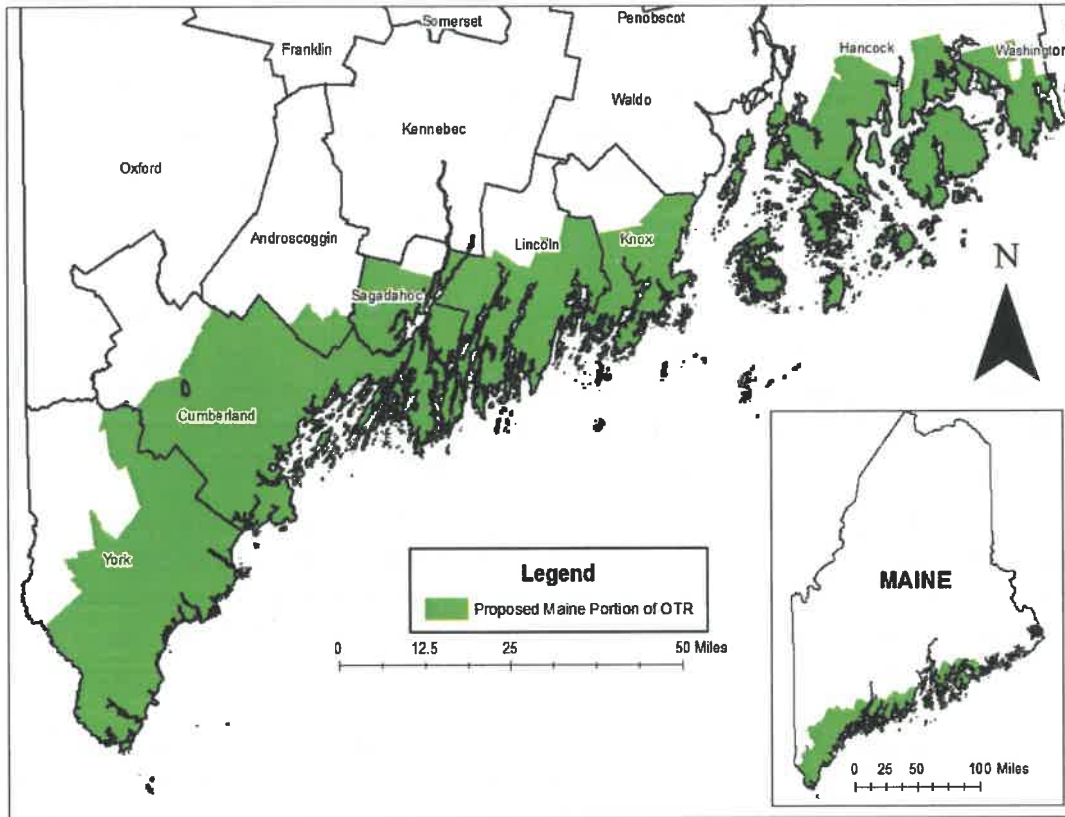 Somerset
Penobscot
Franklin
Hancock
Washington
Waldo
Kennebec
Oxford
Androscoggin
Lincoln
Knox
Sagadahoc
N
Cumberland
York
Legend
Proposed Maine Portion of OTR
0 12.5 25 50 Miles
MAINE
0 25 50 100 Miles